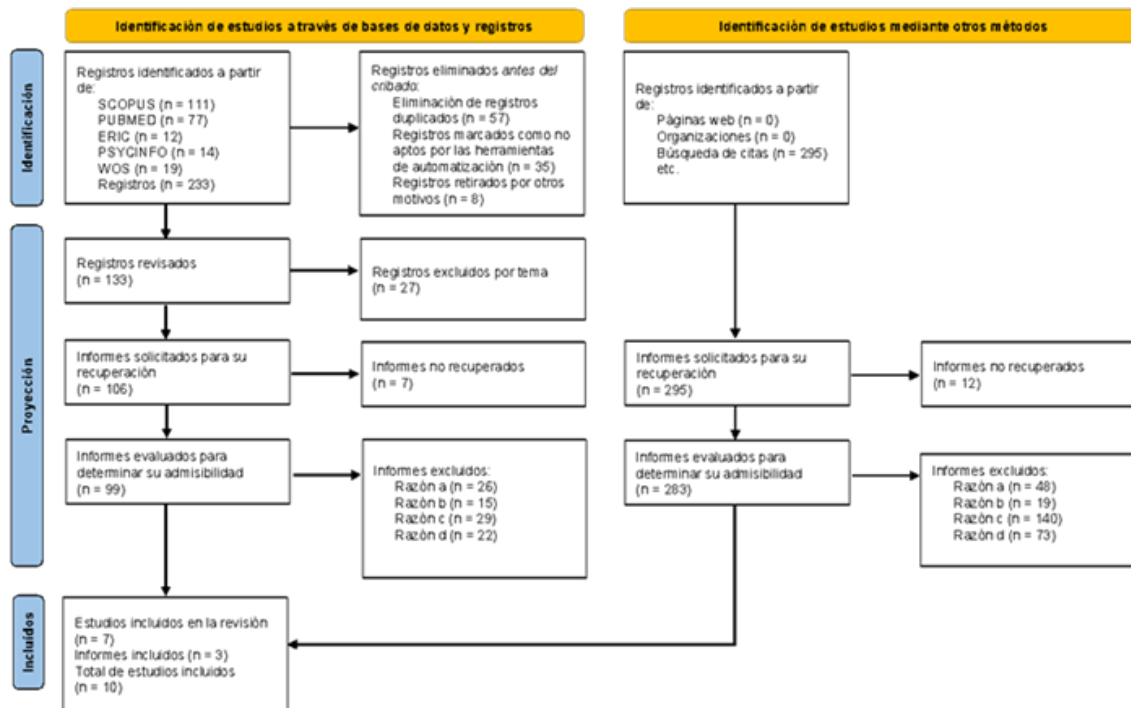 Identificación de estudios a través de bases de datos y registros
Identificación de estudios mediante otros métodos
Identificación
Registros identificados a partir
de:
SCOPUS (n = 111)
PUBMED (n = 77)
ERIC (n = 12)
PSYCINFO (n = 14)
WOS (n = 19)
Registros (n = 233)
Registros eliminados antes del
cribado:
Eliminación de registros
duplicados (n = 57)
Registros marcados como no
aptos por las herramientas
de automatización (n = 35)
Registros retirados por otros
motivos (n = 8)
Registros identificados a partir
de:
Páginas web (n = 0)
Organizaciones (n = 0)
Búsqueda de citas (n = 295)
etc.
Proyección
Registros revisados
(n = 133)
Registros excluidos por tema
(n = 27)
Informes solicitados para su
recuperación
(n = 106)
Informes no recuperados
(n = 7)
Informes solicitados para su
recuperación
(n = 295)
Informes no recuperados
(n = 12)
Informes evaluados para
determinar su admisibilidad
(n = 99)
Informes excluidos:
Razón a (n = 26)
Razón b (n = 15)
Razón c (n = 29)
Razón d (n = 22)
Informes evaluados para
determinar su admisibilidad
(n = 283)
Informes excluidos:
Razón a (n = 48)
Razón b (n = 19)
Razón c (n = 140)
Razón d (n = 73)
Incluidos
Estudios incluidos en la revisión
(n = 7)
Informes incluidos (n = 3)
Total de estudios incluidos
(n = 10)